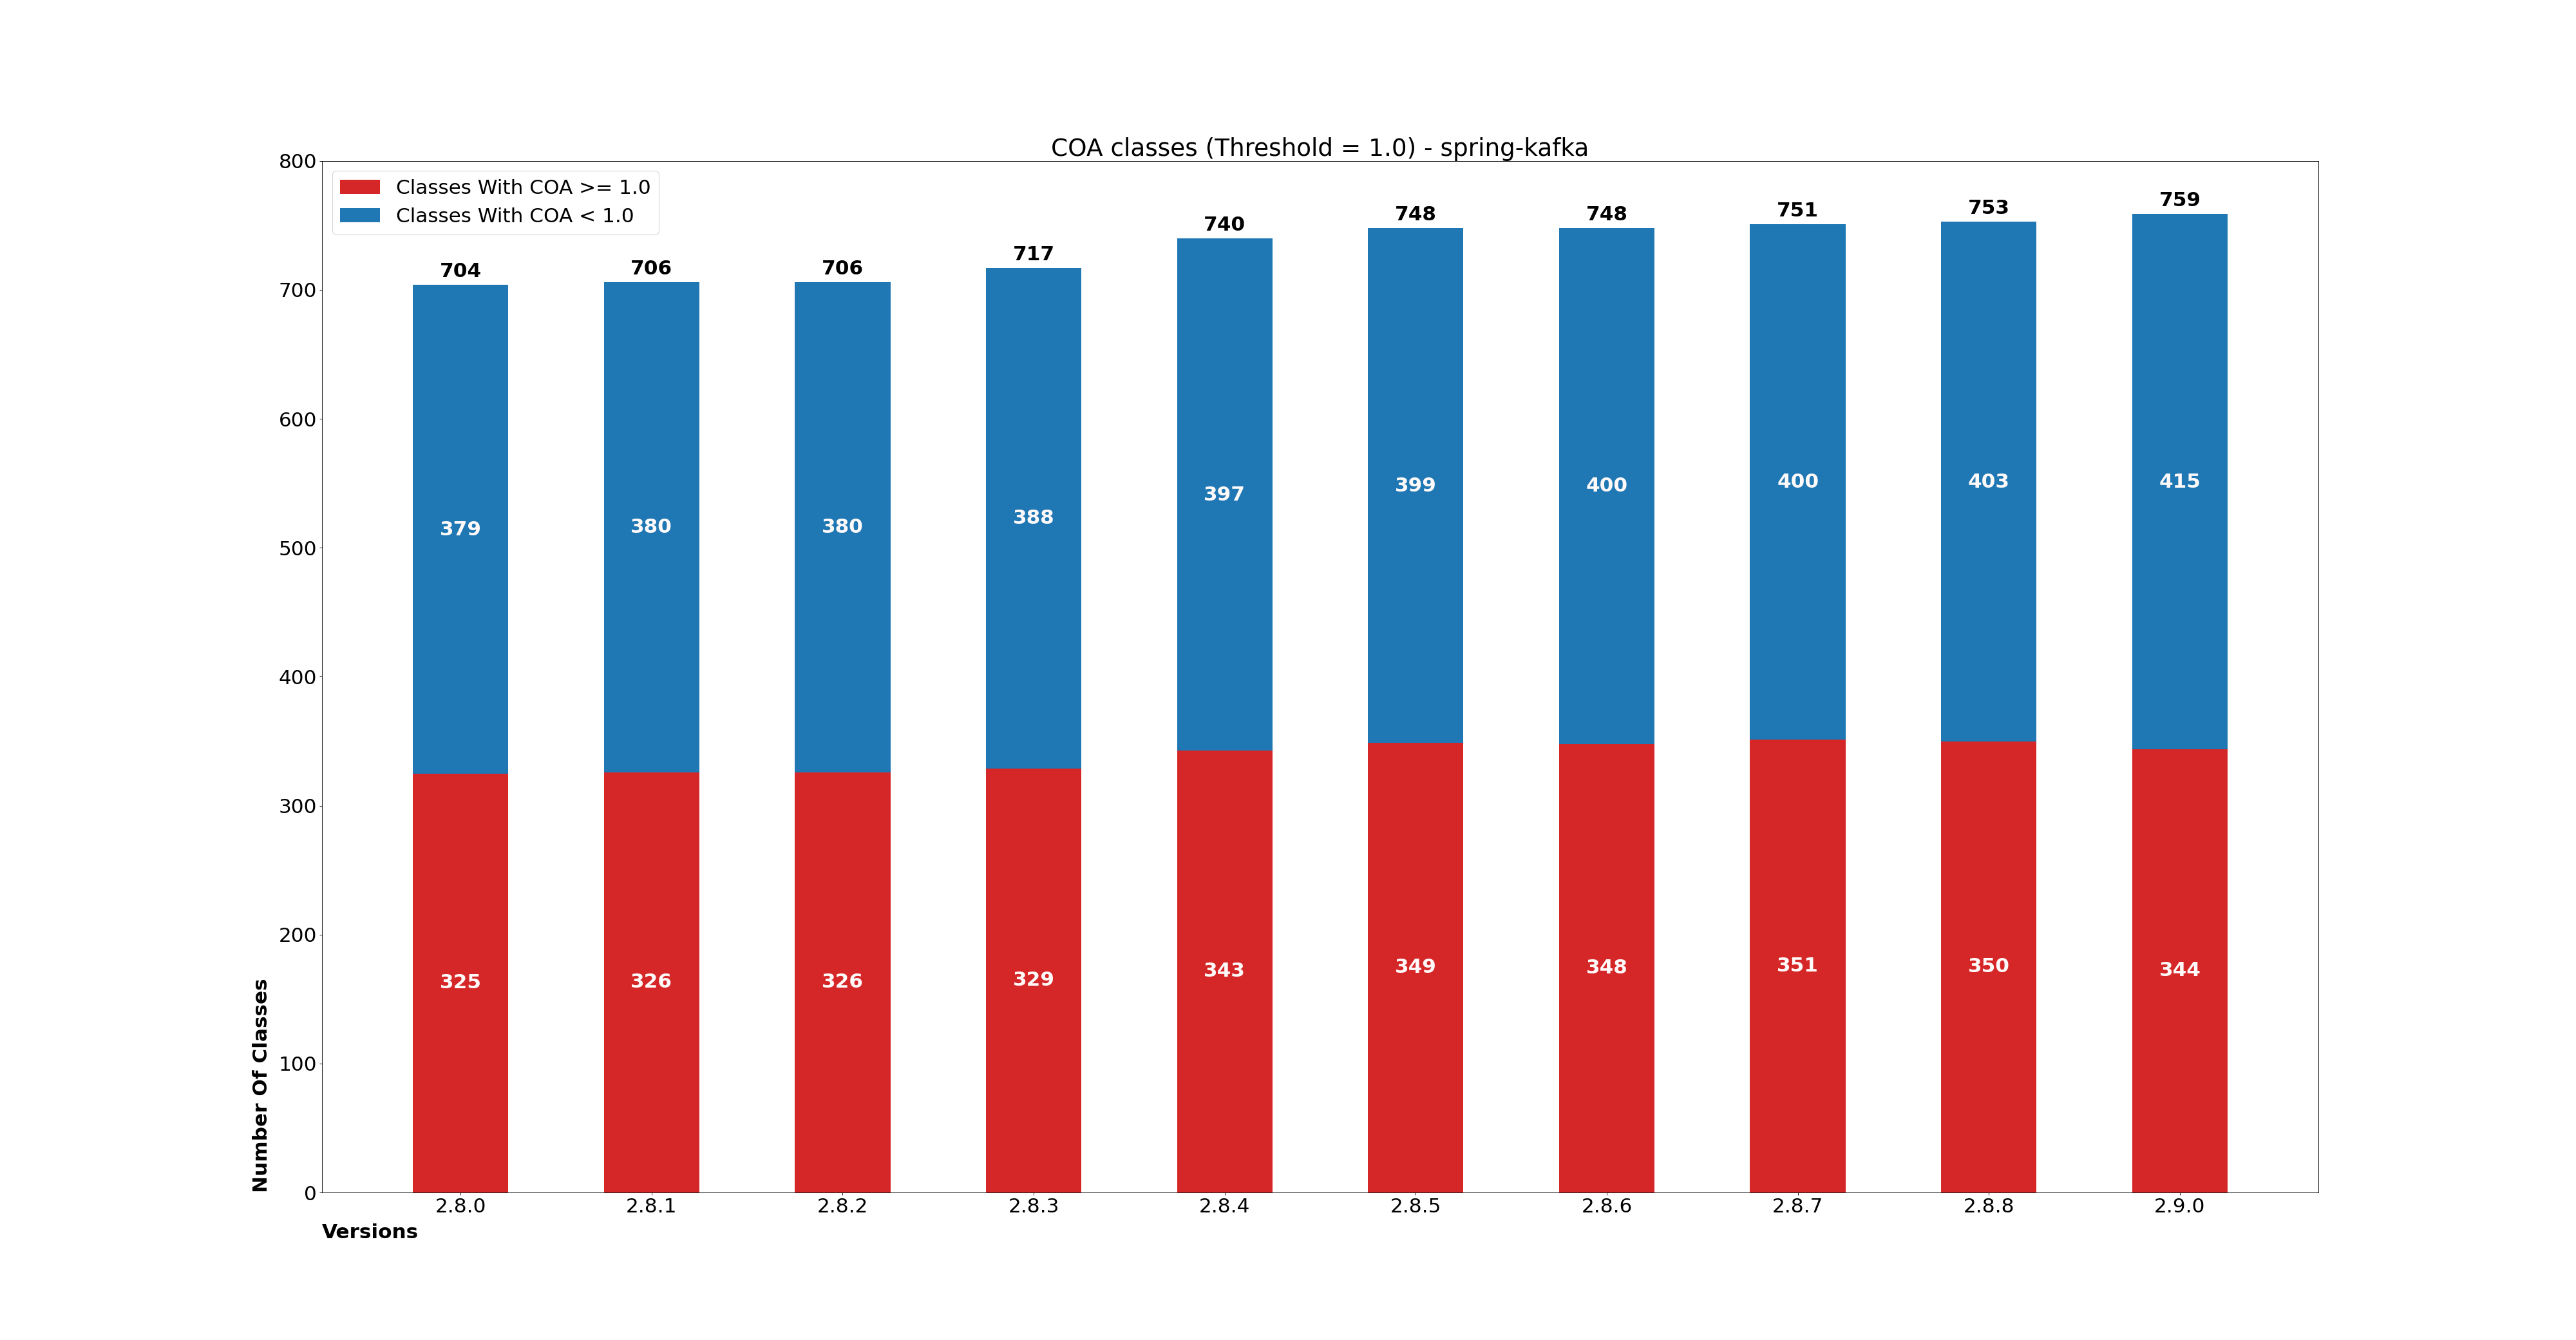 COA classes (Threshold = 1.0) - spring-kafka
Classes With COA >= 1.0
Classes With COA < 1.0
800
700
600
500
400
300
200
100
0
Number Of Classes
704 706 706 717 740 748 748 751 753 759
379 380 380 388 397 399 400 400 403 415
325 326 326 329 343 349 348 351 350 344
2.8.0 2.8.1 2.8.2 2.8.3 2.8.4 2.8.5 2.8.6 2.8.7 2.8.8 2.9.0
Versions